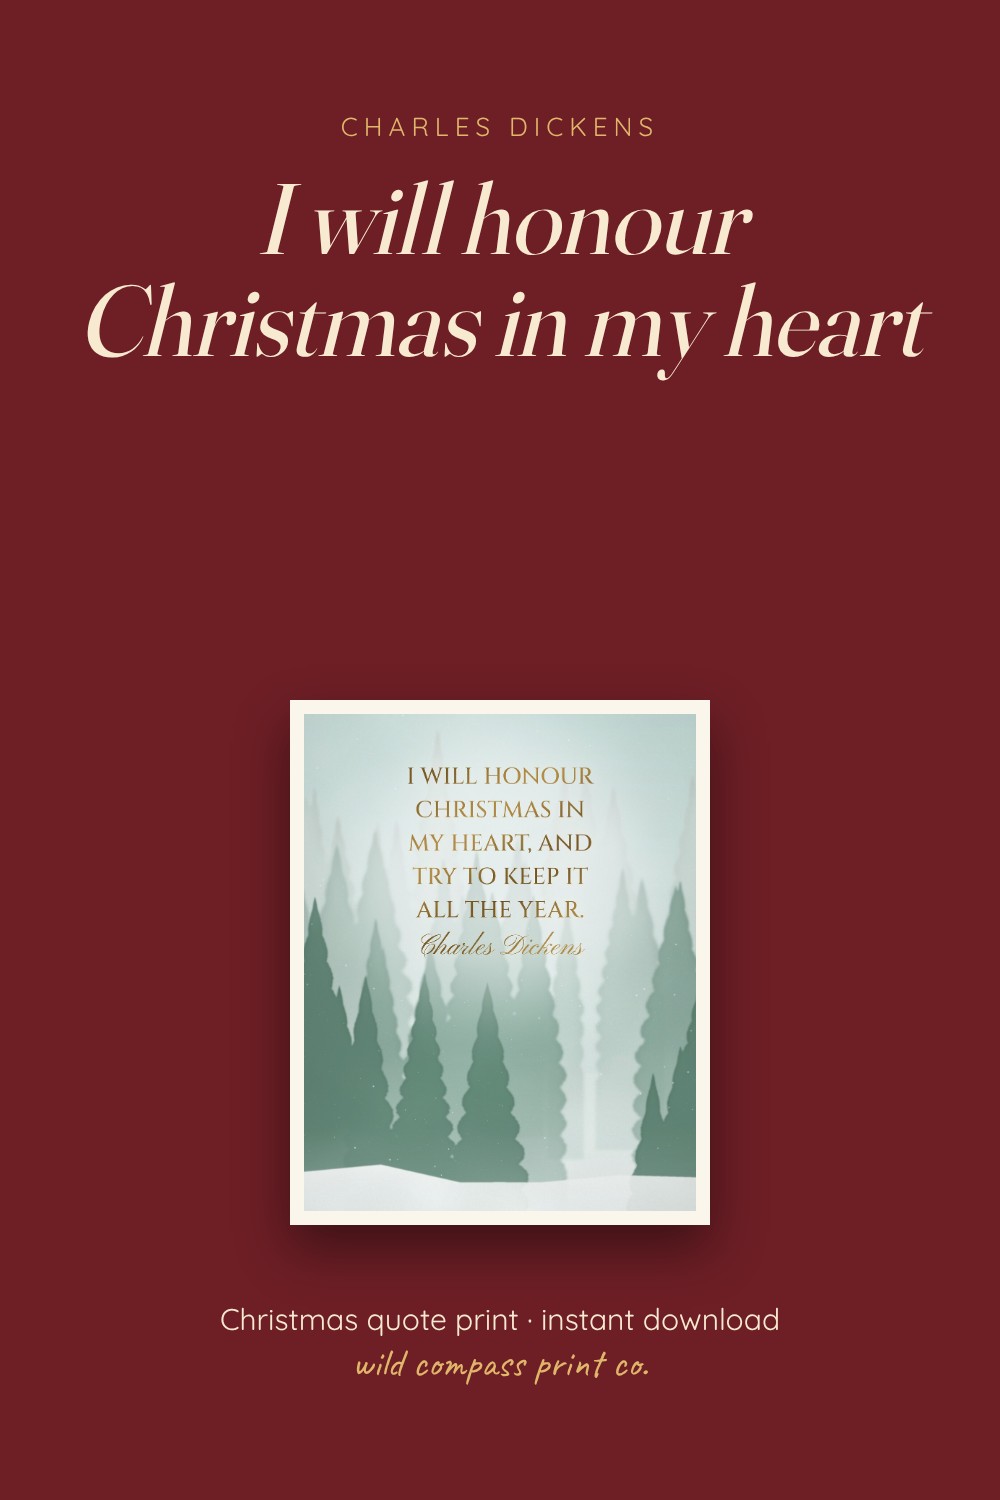 CHARLES DICKENS
I will honour
Christmas in my heart
I WILL HONOUR
CHRISTMAS IN
MY HEART, AND
TRY TO KEEP IT
ALL THE YEAR.
Charles Dickens
Christmas quote print · instant download
wild compass print co.